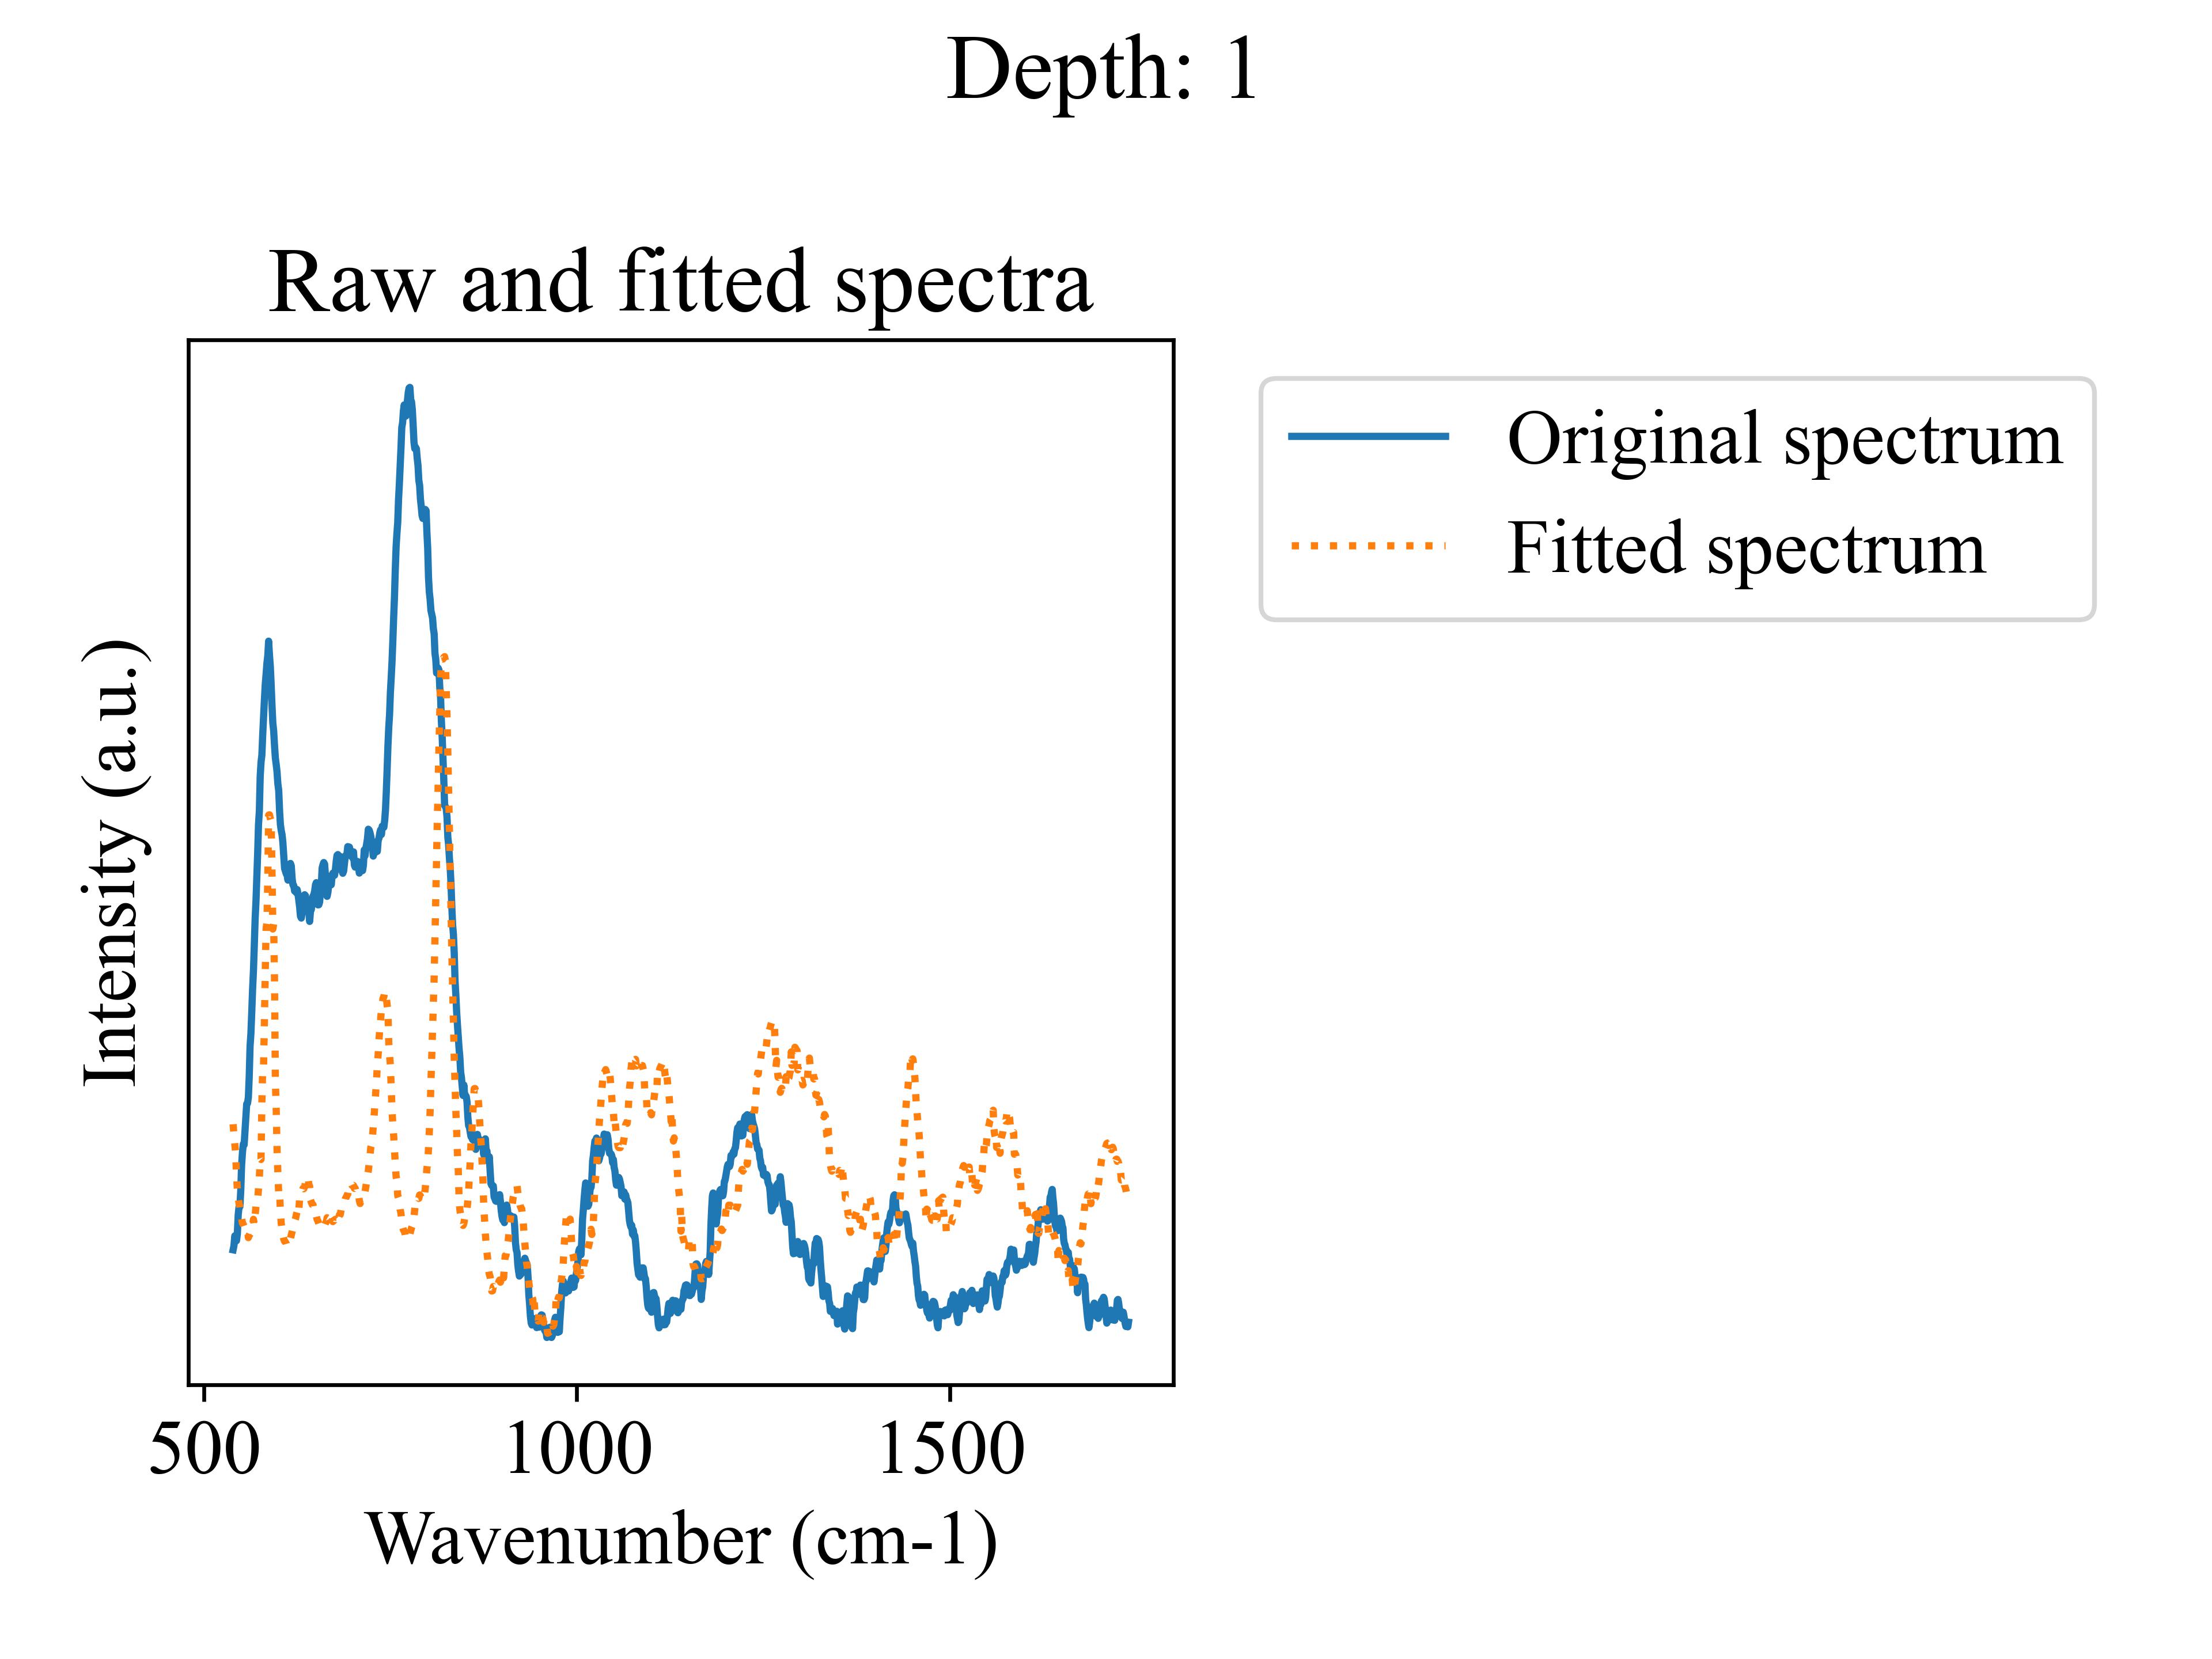 Depth: 1
Raw and fitted spectra
Original spectrum
Fitted spectrum
Intensity (a.u.)
500 1000 1500
Wavenumber (cm-1)